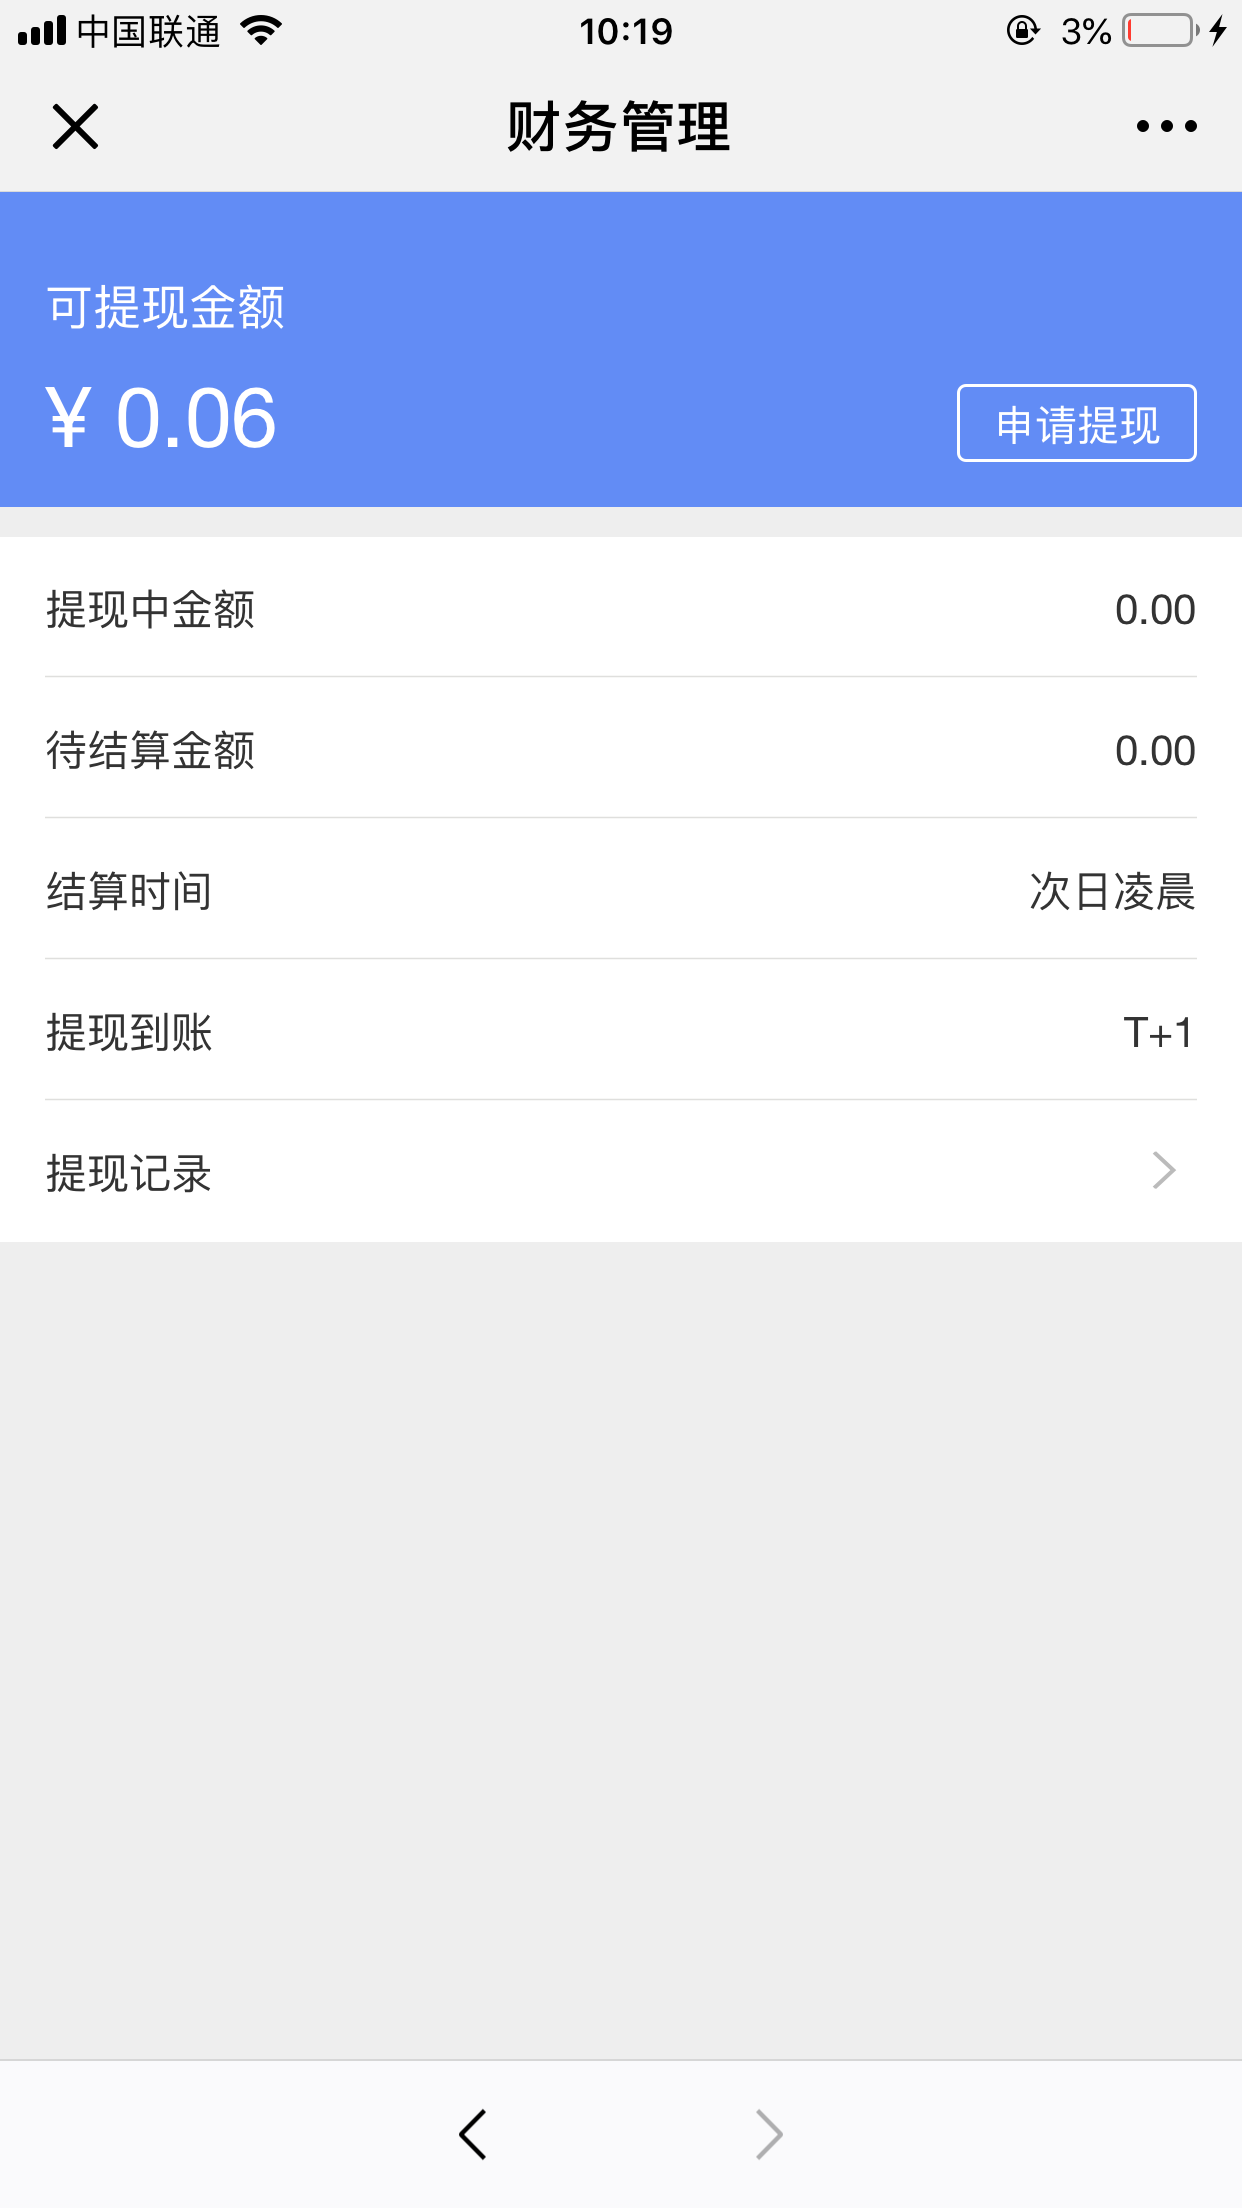 中国联通 10:19 3%
财务管理
可提现金额
¥ 0.06 申请提现
提现中金额 0.00
待结算金额 0.00
结算时间 次日凌晨
提现到账 T+1
提现记录